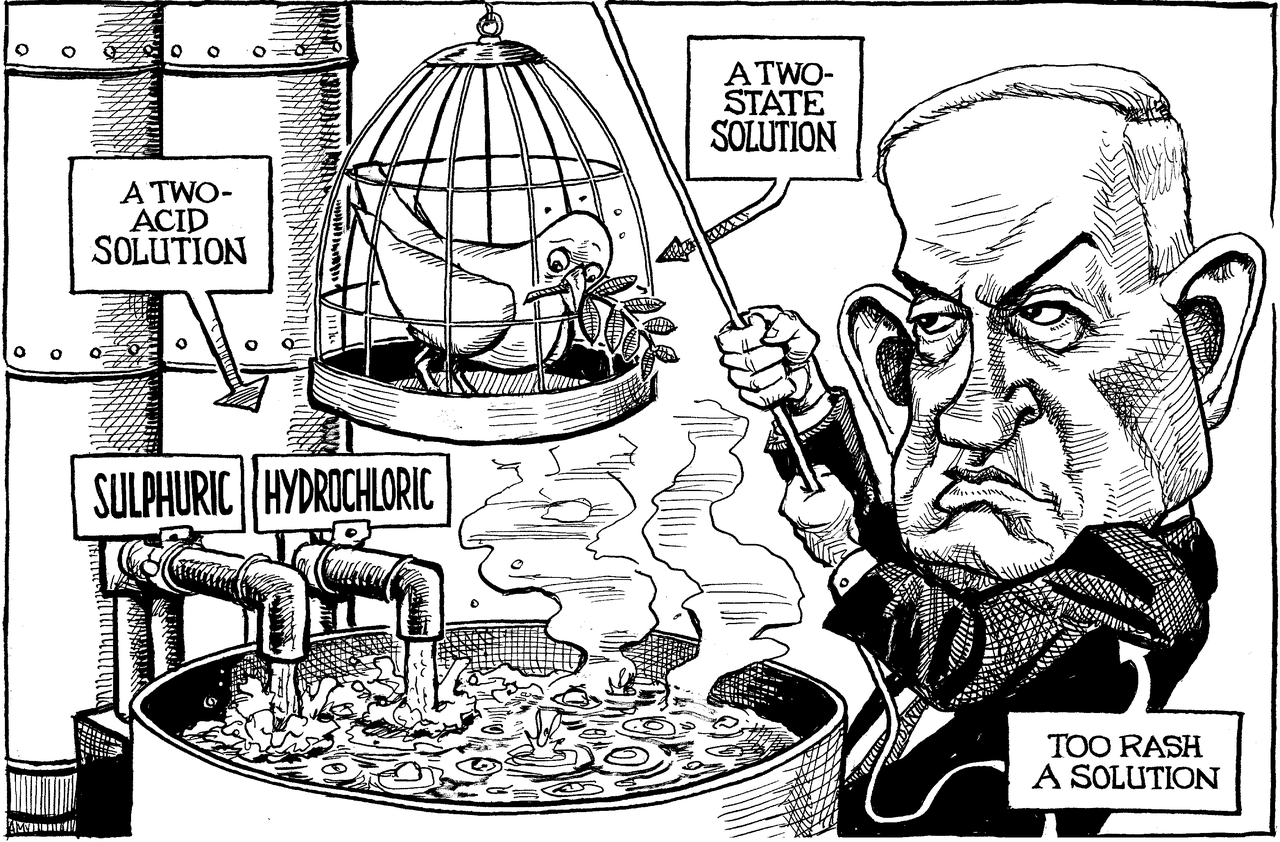 A TWO-
STATE
SOLUTION
A TWO-
ACID
SOLUTION
SULPHURIC
HYDROCHLORIC
TOO RASH
A SOLUTION